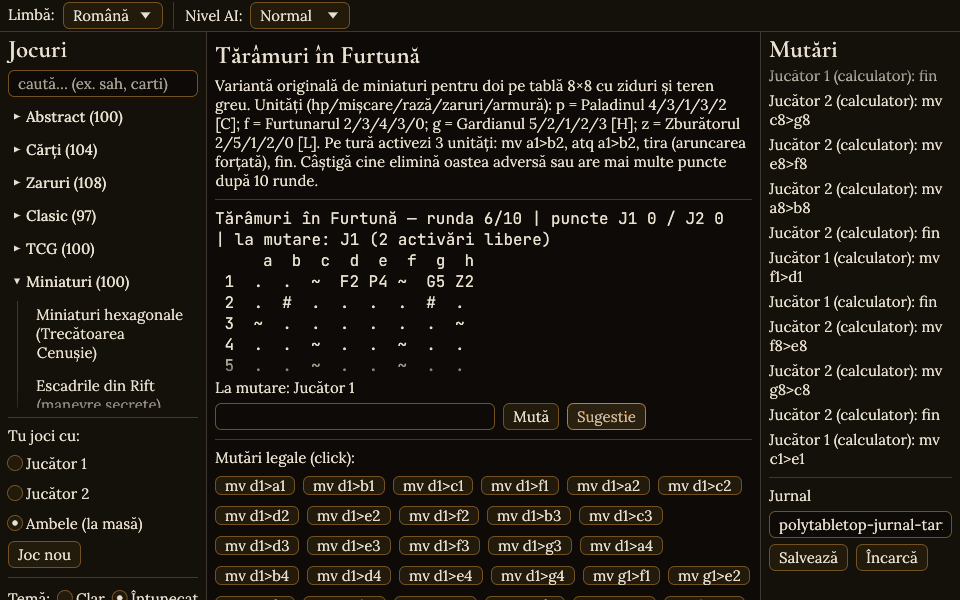 Limbă: Română ▼ Nivel AI: Normal ▼
Jocuri
caută... (ex. sah, carti)
▸ Abstract (100)
▸ Cărți (104)
▸ Zaruri (108)
▸ Clasic (97)
▸ TCG (100)
▾ Miniaturi (100)
Miniaturi hexagonale
(Trecătoarea
Cenușie)
Escadrile din Rift
(manevre secrete)
Tu joci cu:
Jucător 1
Jucător 2
Ambele (la masă)
Joc nou
Temă: Clar Întunecat
Tărâmuri în Furtună
Variantă originală de miniaturi pentru doi pe tablă 8×8 cu ziduri și teren
greu. Unități (hp/mișcare/rază/zaruri/armură): p = Paladinul 4/3/1/3/2
[C]; f = Furtunarul 2/3/4/3/0; g = Gardianul 5/2/1/2/3 [H]; z = Zburătorul
2/5/1/2/0 [L]. Pe tură activezi 3 unități: mv a1>b2, atq a1>b2, tira (aruncarea
forțată), fin. Câștigă cine elimină oastea adversă sau are mai multe puncte
după 10 runde.
Tărâmuri în Furtună — runda 6/10 | puncte J1 0 / J2 0
| la mutare: J1 (2 activări libere)
a b c d e f g h
1 . . ~ F2 P4 ~ G5 Z2
2 . # . . . . # .
3 ~ . . . . . . ~
4 . . ~ . . ~ . .
5 . . ~ . . ~ . .
La mutare: Jucător 1
Mută Sugestie
Mutări legale (click):
mv d1>a1 mv d1>b1 mv d1>c1 mv d1>f1 mv d1>a2 mv d1>c2
mv d1>d2 mv d1>e2 mv d1>f2 mv d1>b3 mv d1>c3
mv d1>d3 mv d1>e3 mv d1>f3 mv d1>g3 mv d1>a4
mv d1>b4 mv d1>d4 mv d1>e4 mv d1>g4 mv g1>f1 mv g1>e2
Mutări
Jucător 1 (calculator): fin
Jucător 2 (calculator): mv
c8>g8
Jucător 2 (calculator): mv
e8>f8
Jucător 2 (calculator): mv
a8>b8
Jucător 2 (calculator): fin
Jucător 1 (calculator): mv
f1>d1
Jucător 1 (calculator): fin
Jucător 2 (calculator): mv
f8>e8
Jucător 2 (calculator): mv
g8>c8
Jucător 2 (calculator): fin
Jucător 1 (calculator): mv
c1>e1
Jurnal
polytabletop-jurnal-tar
Salvează Încarcă